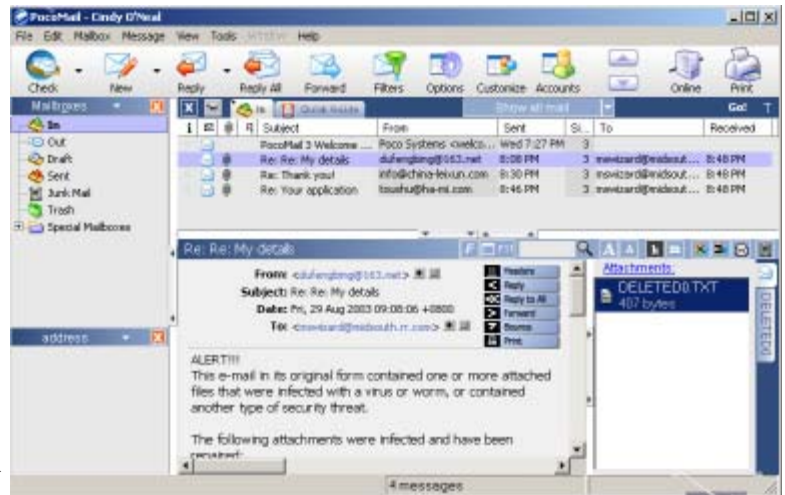 PocoMail - Cindy O'Neal
File Edit Mailbox Message View Tools Help
Check New Reply Reply All Forward Filters Options Customize Accounts Online Print
Mailboxes
In
Out
Draft
Sent
Junk Mail
Trash
Special Mailboxes
address
In Quick Guide Show all mail Go! T
Subject From Sent Si... To Received
PocoMail 3 Welcome ... Poco Systems <welco... Wed 7:27 PM 3
Re: Re: My details dufengbing@163.net 8:08 PM 3 mswizard@midsout... 8:48 PM
Re: Thank you! info@china-leixun.com 8:30 PM 3 mswizard@midsout... 8:48 PM
Re: Your application toushu@ha-mi.com 8:46 PM 3 mswizard@midsout... 8:48 PM
Re: Re: My details
From: <dufengbing@163.net>
Subject: Re: Re: My details
Date: Fri, 29 Aug 2003 09:08:06 +0800
To: <mswizard@midsouth.rr.com>
Headers
Reply
Reply to All
Forward
Bounce
Print
ALERT!!!
This e-mail in its original form contained one or more attached
files that were infected with a virus or worm, or contained
another type of security threat.
The following attachments were infected and have been
repaired:
Attachments:
DELETED0.TXT
407 bytes
DELETED0
4 messages